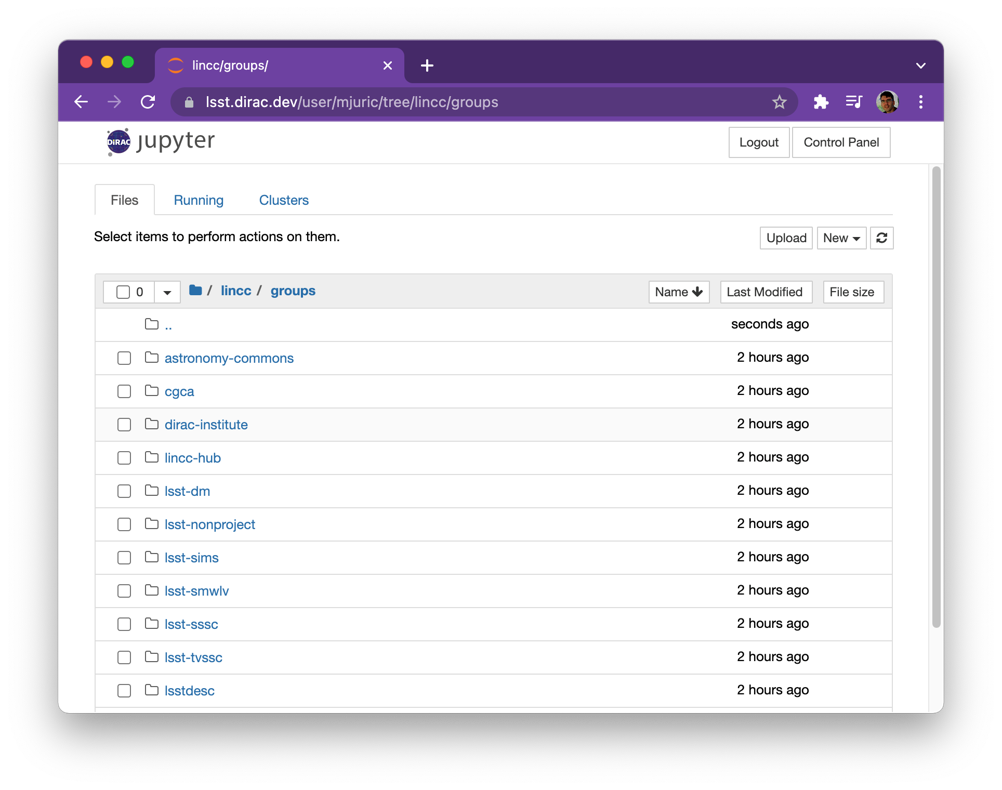 lincc/groups/
lsst.dirac.dev/user/mjuric/tree/lincc/groups
DIRAC jupyter
Logout Control Panel
Files Running Clusters
Select items to perform actions on them.
Upload New
0 / lincc / groups Name Last Modified File size
.. seconds ago
astronomy-commons 2 hours ago
cgca 2 hours ago
dirac-institute 2 hours ago
lincc-hub 2 hours ago
lsst-dm 2 hours ago
lsst-nonproject 2 hours ago
lsst-sims 2 hours ago
lsst-smwlv 2 hours ago
lsst-sssc 2 hours ago
lsst-tvssc 2 hours ago
lsstdesc 2 hours ago